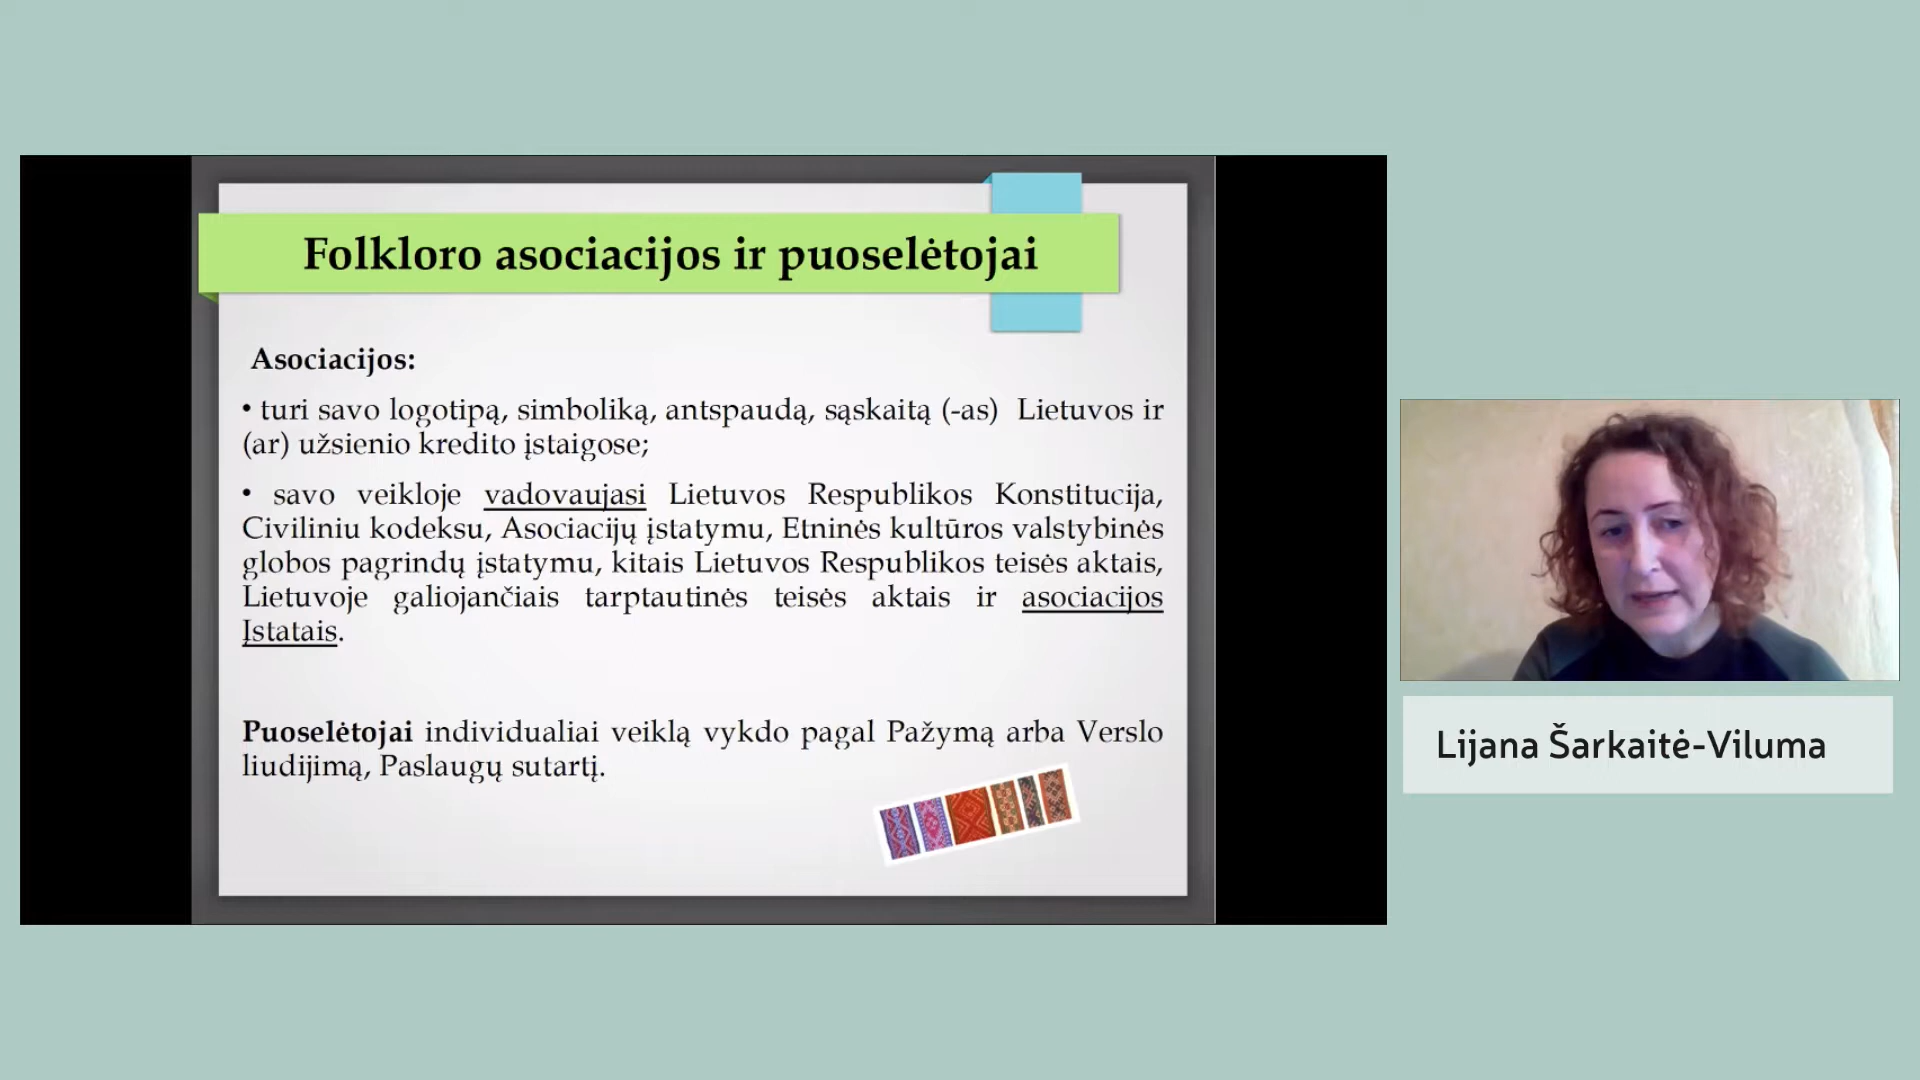 Folkloro asociacijos ir puoselėtojai
Asociacijos:
• turi savo logotipą, simboliką, antspaudą, sąskaitą (-as) Lietuvos ir
(ar) užsienio kredito įstaigose;
• savo veikloje vadovaujasi Lietuvos Respublikos Konstitucija,
Civiliniu kodeksu, Asociacijų įstatymu, Etninės kultūros valstybinės
globos pagrindų įstatymu, kitais Lietuvos Respublikos teisės aktais,
Lietuvoje galiojančiais tarptautinės teisės aktais ir asociacijos
Įstatais.
Puoselėtojai individualiai veiklą vykdo pagal Pažymą arba Verslo
liudijimą, Paslaugų sutartį.
Lijana Šarkaitė-Viluma